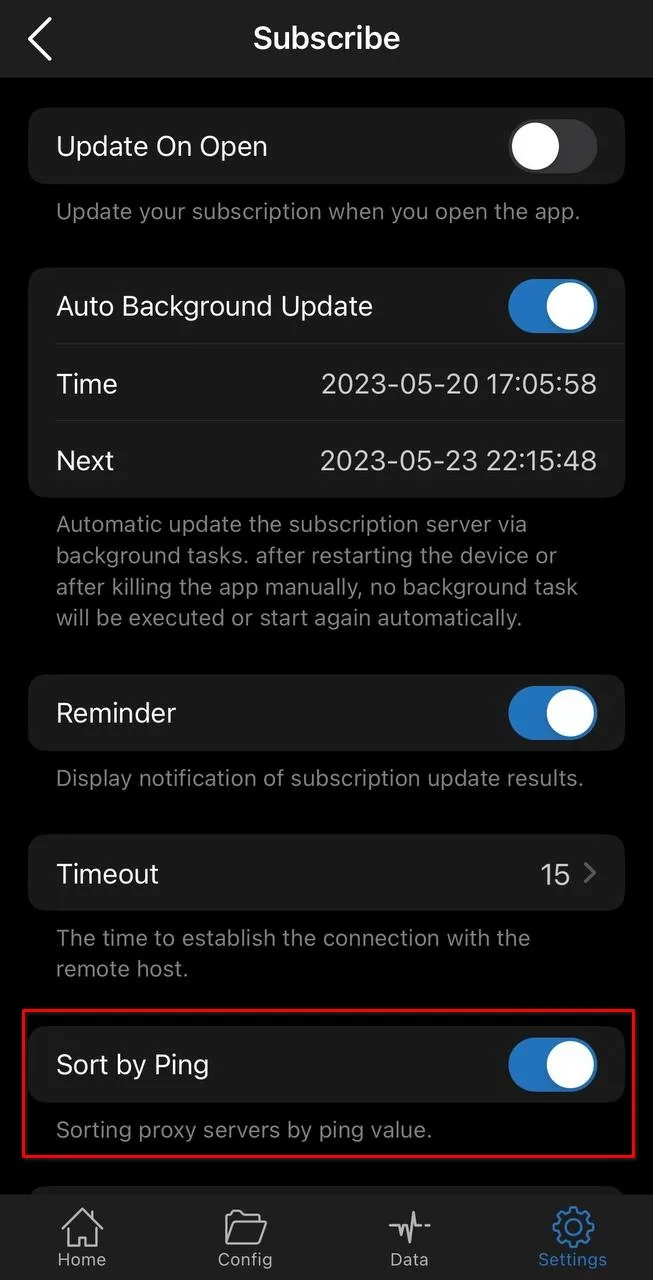 Subscribe
Update On Open
Update your subscription when you open the app.
Auto Background Update
Time 2023-05-20 17:05:58
Next 2023-05-23 22:15:48
Automatic update the subscription server via
background tasks. after restarting the device or
after killing the app manually, no background task
will be executed or start again automatically.
Reminder
Display notification of subscription update results.
Timeout 15
The time to establish the connection with the
remote host.
Sort by Ping
Sorting proxy servers by ping value.
Home Config Data Settings